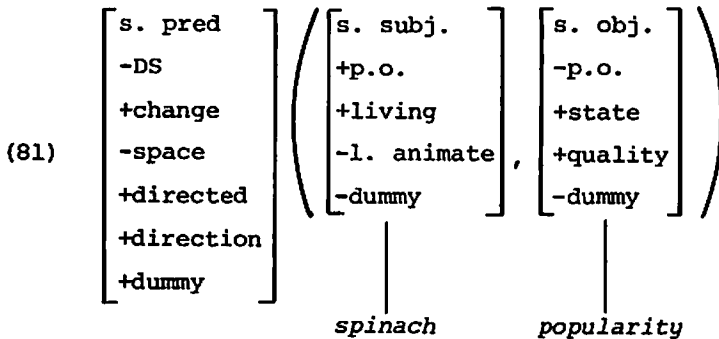 s. pred s. subj. s. obj.
-DS +p.o. -p.o.
+change +living +state
(81) -space -l. animate , +quality
+directed -dummy -dummy
+direction
+dummy
spinach popularity